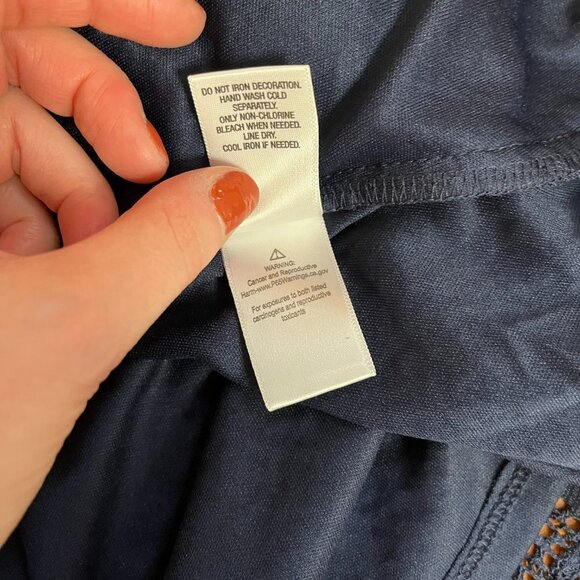 DO NOT IRON DECORATION.
HAND WASH COLD
SEPARATELY.
ONLY NON-CHLORINE
BLEACH WHEN NEEDED.
LINE DRY.
COOL IRON IF NEEDED.
WARNING:
Cancer and Reproductive
Harm-www.P65Warnings.ca.gov
For exposures to both listed
carcinogens and reproductive
toxicants